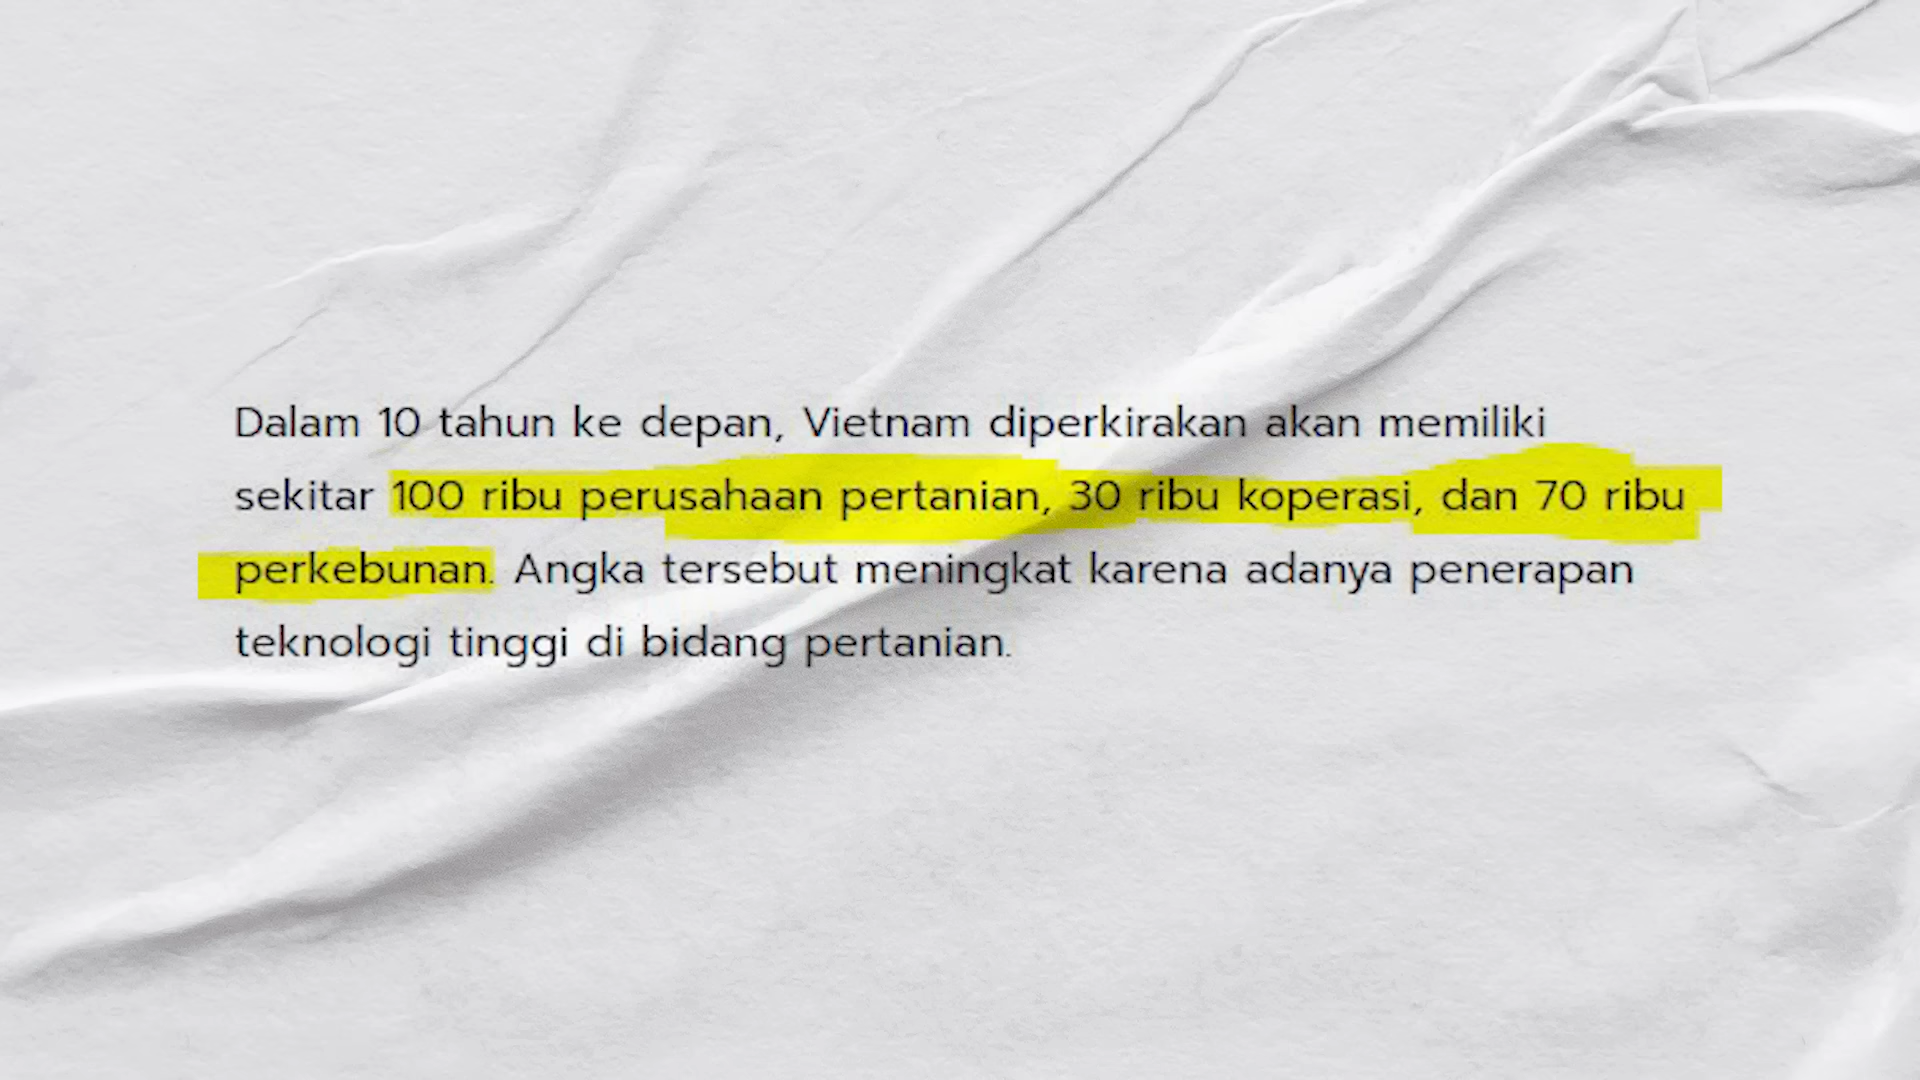 Dalam 10 tahun ke depan, Vietnam diperkirakan akan memiliki
sekitar 100 ribu perusahaan pertanian, 30 ribu koperasi, dan 70 ribu
perkebunan. Angka tersebut meningkat karena adanya penerapan
teknologi tinggi di bidang pertanian.